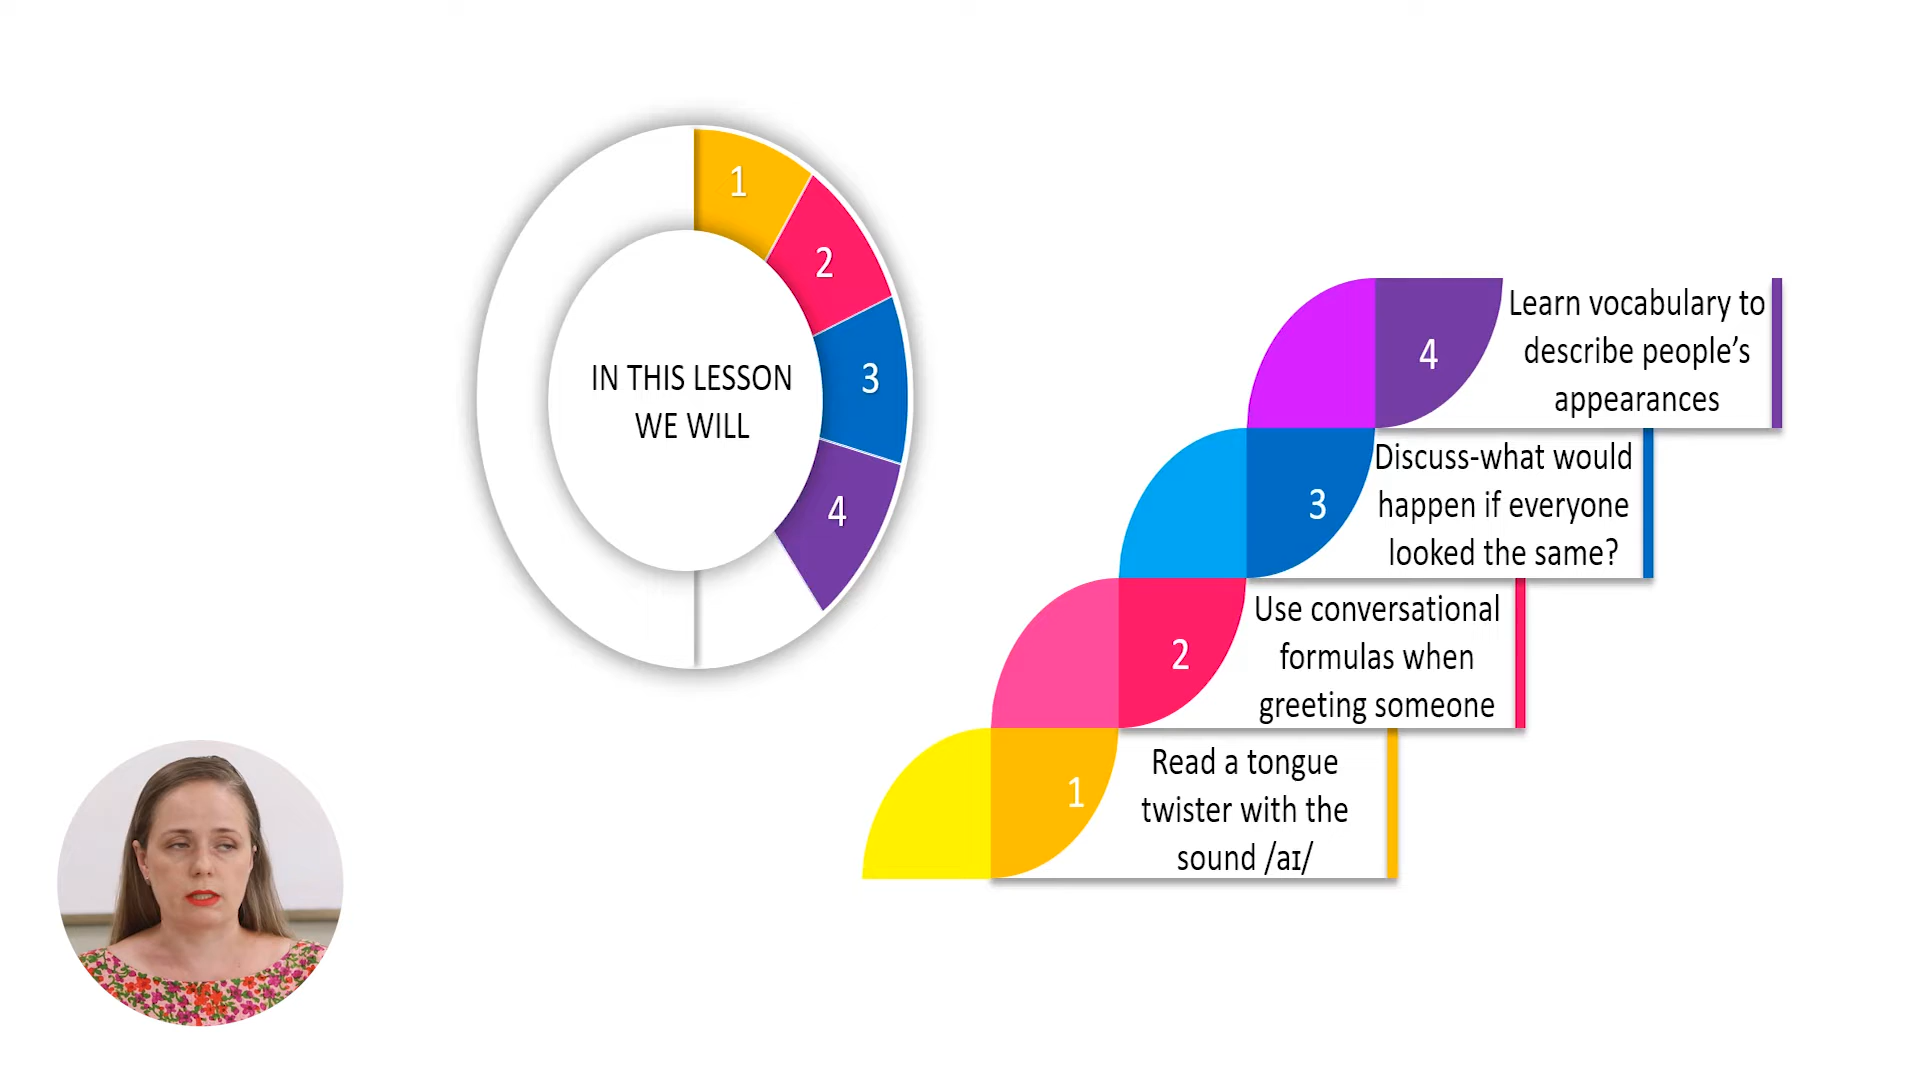 1
2
3
4
IN THIS LESSON
WE WILL
4
Learn vocabulary to
describe people’s
appearances
3
Discuss-what would
happen if everyone
looked the same?
2
Use conversational
formulas when
greeting someone
1
Read a tongue
twister with the
sound /aɪ/